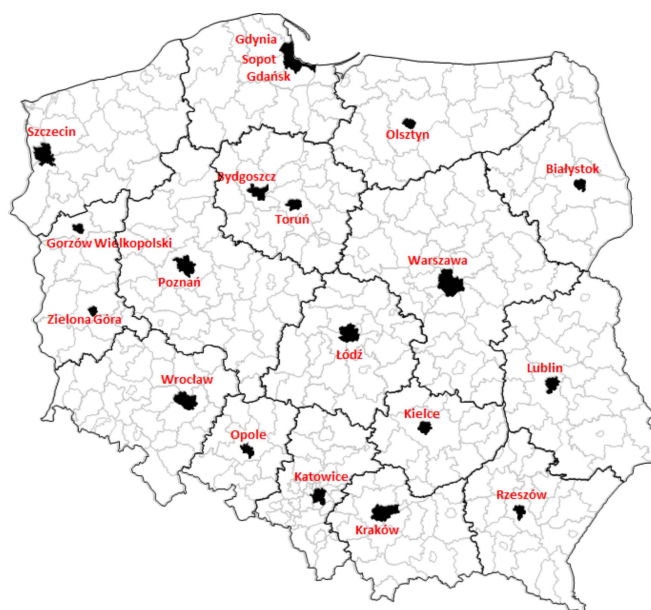 Gdynia
Sopot
Gdańsk
Szczecin
Olsztyn
Białystok
Bydgoszcz
Toruń
Gorzów Wielkopolski
Poznań
Warszawa
Zielona Góra
Łódź
Wrocław
Lublin
Kielce
Opole
Katowice
Rzeszów
Kraków